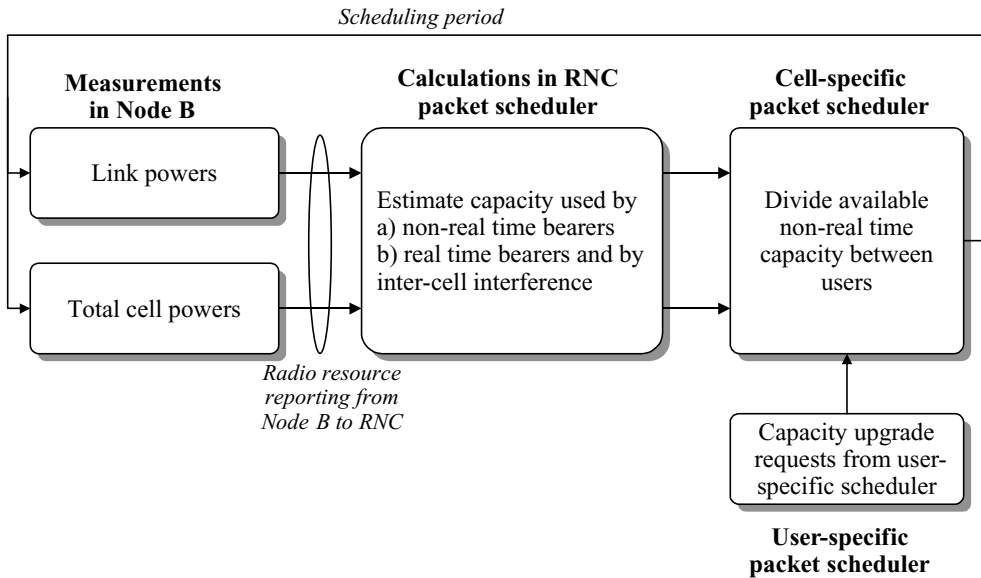 Scheduling period
Measurements
in Node B
Calculations in RNC
packet scheduler
Cell-specific
packet scheduler
Link powers
Total cell powers
Radio resource
reporting from
Node B to RNC
Estimate capacity used by
a) non-real time bearers
b) real time bearers and by
inter-cell interference
Divide available
non-real time
capacity between
users
Capacity upgrade
requests from user-
specific scheduler
User-specific
packet scheduler